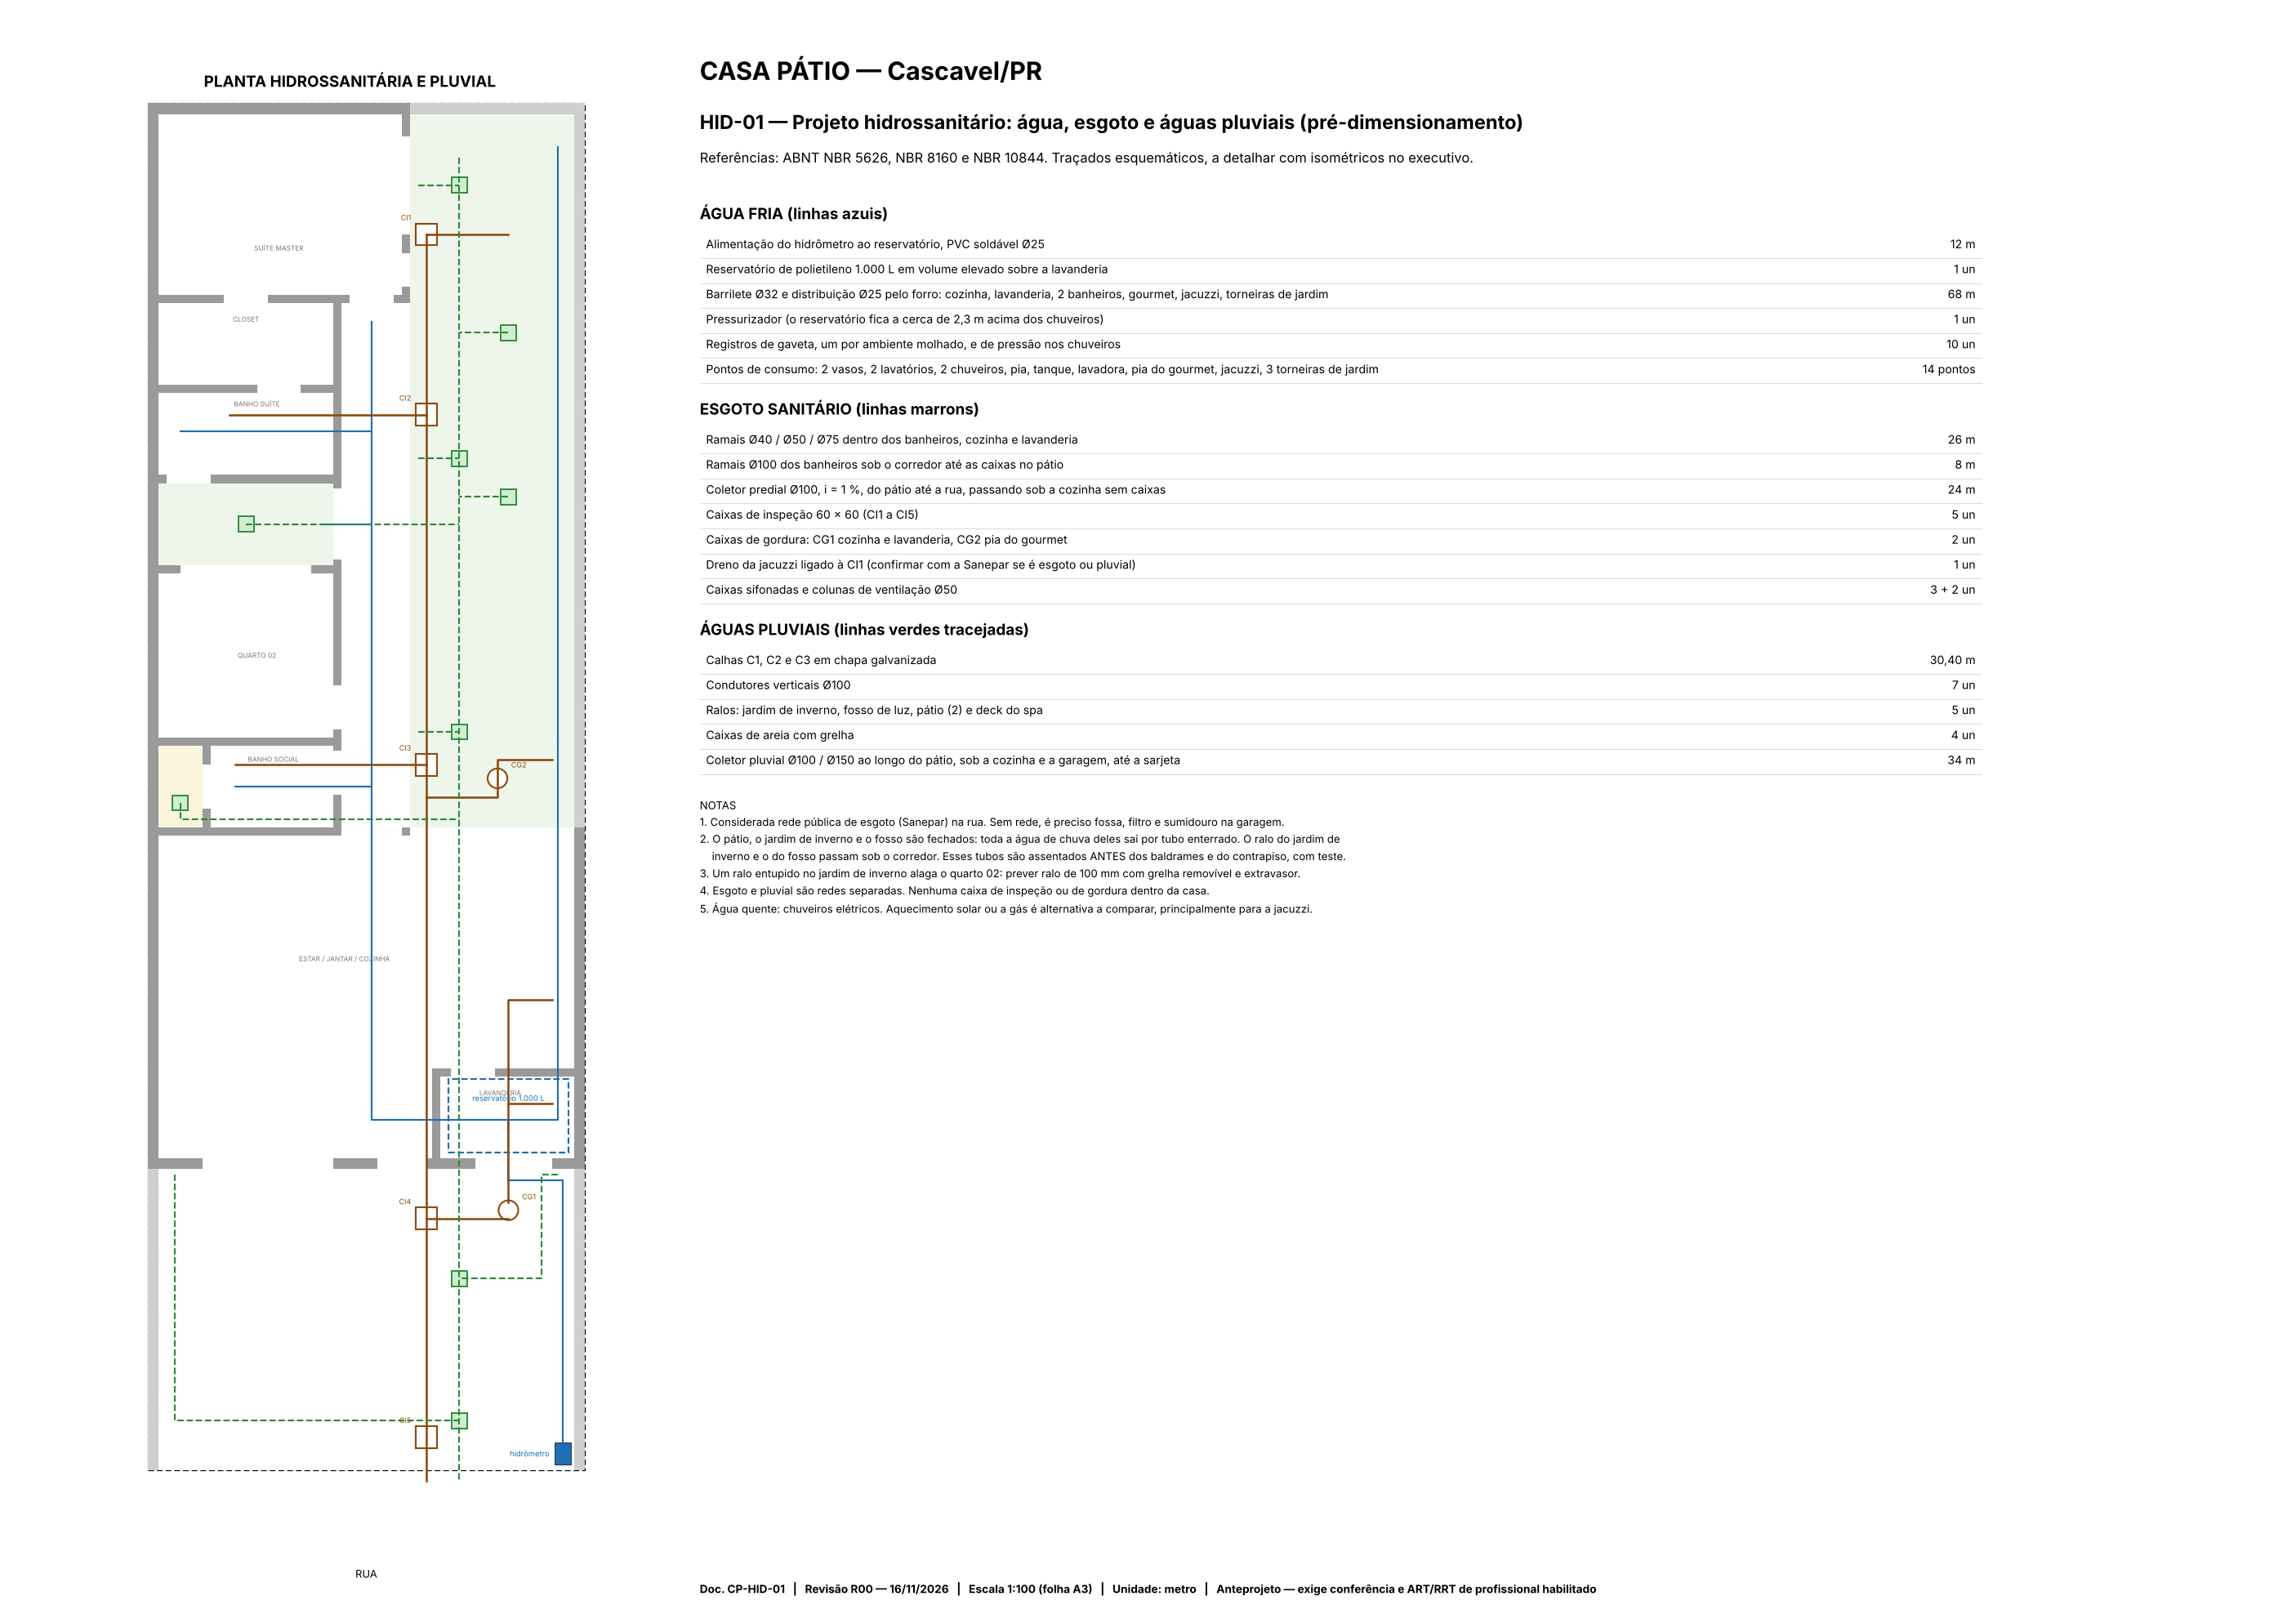 PLANTA HIDROSSANITÁRIA E PLUVIAL
CI1
SUÍTE MASTER
CLOSET
CI2
BANHO SUÍTE
QUARTO 02
CI3
BANHO SOCIAL
CG2
ESTAR / JANTAR / COZINHA
LAVANDERIA
reservatório 1.000 L
CG1
CI4
CI5
hidrômetro
RUA
CASA PÁTIO — Cascavel/PR
HID-01 — Projeto hidrossanitário: água, esgoto e águas pluviais (pré-dimensionamento)
Referências: ABNT NBR 5626, NBR 8160 e NBR 10844. Traçados esquemáticos, a detalhar com isométricos no executivo.
ÁGUA FRIA (linhas azuis)
Alimentação do hidrômetro ao reservatório, PVC soldável Ø25 12 m
Reservatório de polietileno 1.000 L em volume elevado sobre a lavanderia 1 un
Barrilete Ø32 e distribuição Ø25 pelo forro: cozinha, lavanderia, 2 banheiros, gourmet, jacuzzi, torneiras de jardim 68 m
Pressurizador (o reservatório fica a cerca de 2,3 m acima dos chuveiros) 1 un
Registros de gaveta, um por ambiente molhado, e de pressão nos chuveiros 10 un
Pontos de consumo: 2 vasos, 2 lavatórios, 2 chuveiros, pia, tanque, lavadora, pia do gourmet, jacuzzi, 3 torneiras de jardim 14 pontos
ESGOTO SANITÁRIO (linhas marrons)
Ramais Ø40 / Ø50 / Ø75 dentro dos banheiros, cozinha e lavanderia 26 m
Ramais Ø100 dos banheiros sob o corredor até as caixas no pátio 8 m
Coletor predial Ø100, i = 1 %, do pátio até a rua, passando sob a cozinha sem caixas 24 m
Caixas de inspeção 60 × 60 (CI1 a CI5) 5 un
Caixas de gordura: CG1 cozinha e lavanderia, CG2 pia do gourmet 2 un
Dreno da jacuzzi ligado à CI1 (confirmar com a Sanepar se é esgoto ou pluvial) 1 un
Caixas sifonadas e colunas de ventilação Ø50 3 + 2 un
ÁGUAS PLUVIAIS (linhas verdes tracejadas)
Calhas C1, C2 e C3 em chapa galvanizada 30,40 m
Condutores verticais Ø100 7 un
Ralos: jardim de inverno, fosso de luz, pátio (2) e deck do spa 5 un
Caixas de areia com grelha 4 un
Coletor pluvial Ø100 / Ø150 ao longo do pátio, sob a cozinha e a garagem, até a sarjeta 34 m
NOTAS
1. Considerada rede pública de esgoto (Sanepar) na rua. Sem rede, é preciso fossa, filtro e sumidouro na garagem.
2. O pátio, o jardim de inverno e o fosso são fechados: toda a água de chuva deles sai por tubo enterrado. O ralo do jardim de
inverno e o do fosso passam sob o corredor. Esses tubos são assentados ANTES dos baldrames e do contrapiso, com teste.
3. Um ralo entupido no jardim de inverno alaga o quarto 02: prever ralo de 100 mm com grelha removível e extravasor.
4. Esgoto e pluvial são redes separadas. Nenhuma caixa de inspeção ou de gordura dentro da casa.
5. Água quente: chuveiros elétricos. Aquecimento solar ou a gás é alternativa a comparar, principalmente para a jacuzzi.
Doc. CP-HID-01 | Revisão R00 — 16/11/2026 | Escala 1:100 (folha A3) | Unidade: metro | Anteprojeto — exige conferência e ART/RRT de profissional habilitado